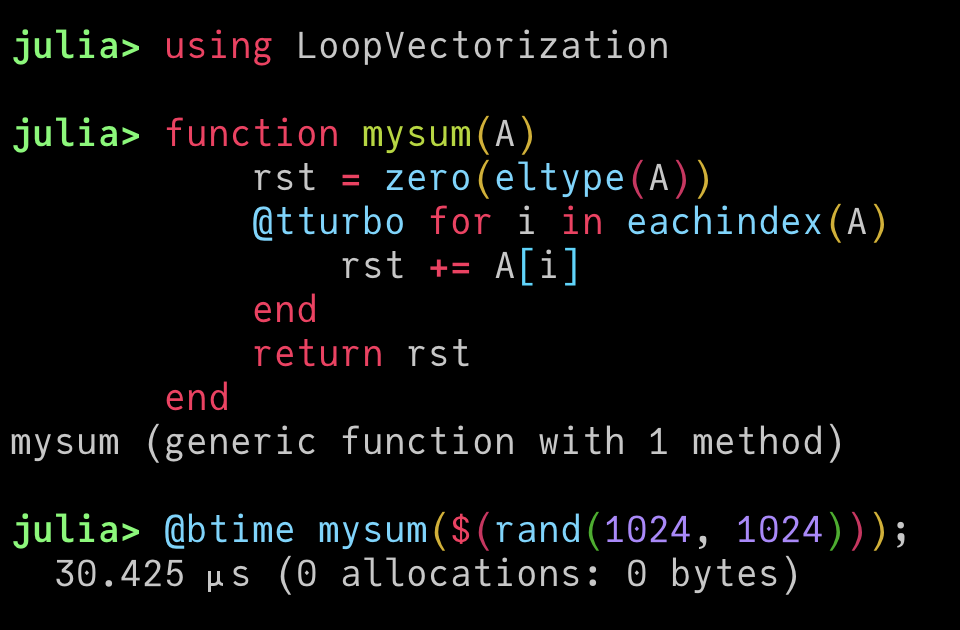 julia> using LoopVectorization
julia> function mysum(A)
rst = zero(eltype(A))
@tturbo for i in eachindex(A)
rst += A[i]
end
return rst
end
mysum (generic function with 1 method)
julia> @btime mysum($(rand(1024, 1024)));
30.425 μs (0 allocations: 0 bytes)